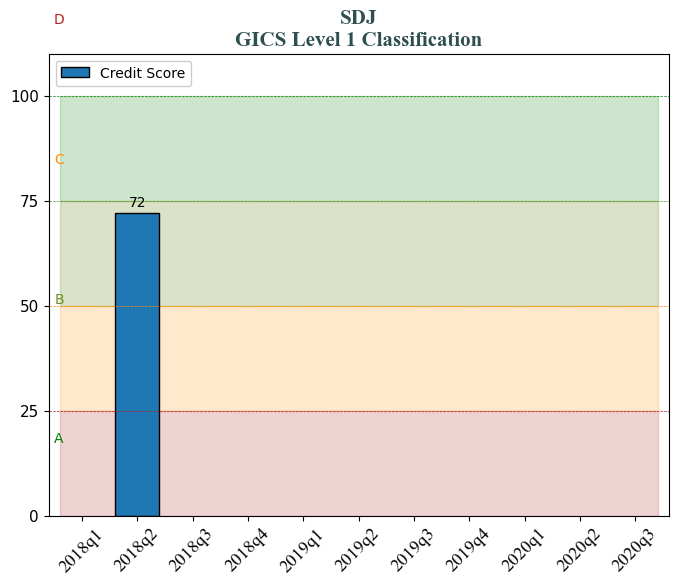 D
SDJ
GICS Level 1 Classification
Credit Score
100
C
75
72
B
50
25
A
0
2018q1
2018q2
2018q3
2018q4
2019q1
2019q2
2019q3
2019q4
2020q1
2020q2
2020q3